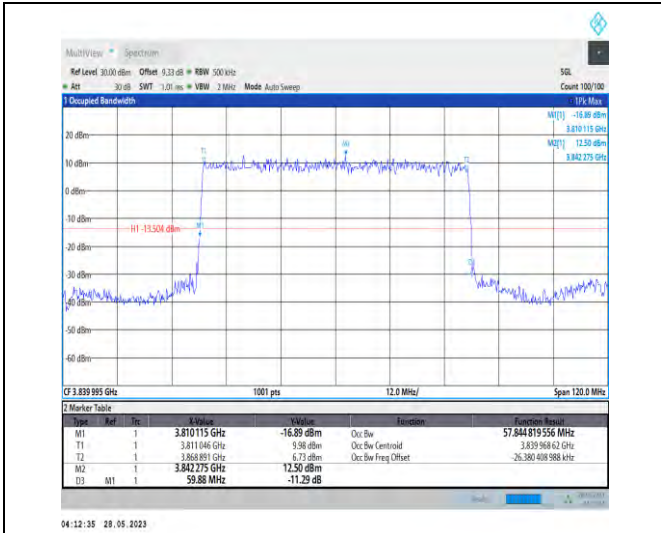 MultiView Spectrum
Ref Level 30.00 dBm Offset 9.33 dB RBW 500 kHz SGL
Att 30 dB SWT 1.01 ms VBW 2 MHz Mode Auto Sweep Count 100/100
1 Occupied Bandwidth 1Pk Max
M1[1] -16.89 dBm
3.810 115 GHz
M2[1] 12.50 dBm
3.842 275 GHz
20 dBm
M2
T1
T2
10 dBm
0 dBm
-10 dBm
M1
H1 -13.504 dBm
-20 dBm
-30 dBm
-40 dBm
-50 dBm
-60 dBm
CF 3.839 995 GHz 1001 pts 12.0 MHz/ Span 120.0 MHz
2 Marker Table
Type Ref Trc X-Value Y-Value Function Function Result
M1 1 3.810 115 GHz -16.89 dBm Occ Bw 57.844 819 556 MHz
T1 1 3.811 046 GHz 9.98 dBm Occ Bw Centroid 3.839 968 62 GHz
T2 1 3.868 891 GHz 6.73 dBm Occ Bw Freq Offset -26.380 408 988 kHz
M2 1 3.842 275 GHz 12.50 dBm
D3 M1 1 59.88 MHz -11.29 dB
04:12:35 28.05.2023